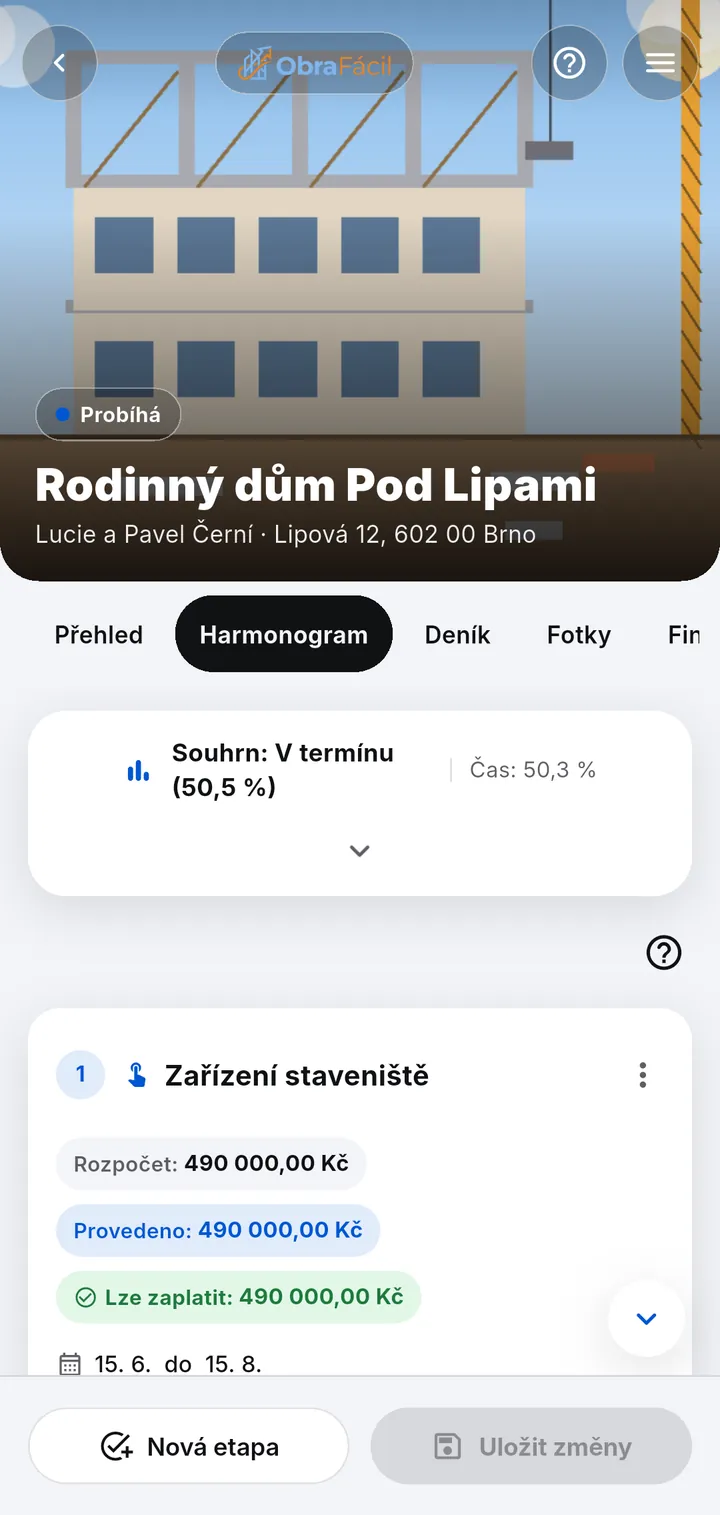 ObraFácil
Probíhá
Rodinný dům Pod Lipami
Lucie a Pavel Černí · Lipová 12, 602 00 Brno
Přehled
Harmonogram
Deník
Fotky
Fin
Souhrn: V termínu
(50,5 %)
Čas: 50,3 %
1
Zařízení staveniště
Rozpočet: 490 000,00 Kč
Provedeno: 490 000,00 Kč
Lze zaplatit: 490 000,00 Kč
15. 6. do 15. 8.
Nová etapa
Uložit změny